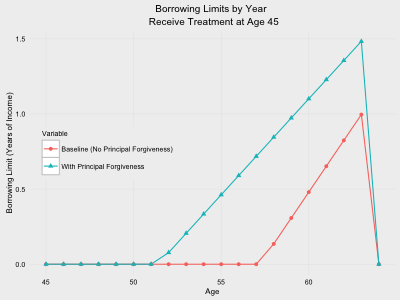 Borrowing Limits by Year
Receive Treatment at Age 45
Borrowing Limit (Years of Income)
1.5
1.0
0.5
0.0
Variable
Baseline (No Principal Forgiveness)
With Principal Forgiveness
45
50
55
60
Age